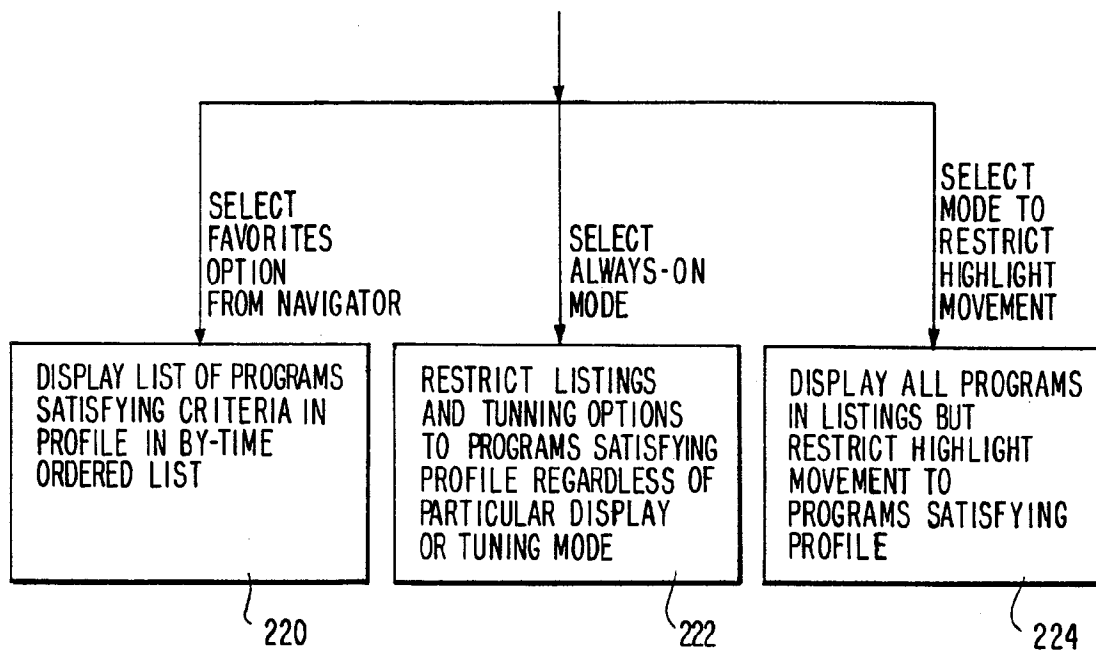 SELECT
FAVORITES
OPTION
FROM NAVIGATOR
SELECT
ALWAYS-ON
MODE
SELECT
MODE TO
RESTRICT
HIGHLIGHT
MOVEMENT
DISPLAY LIST OF PROGRAMS
SATISFYING CRITERIA IN
PROFILE IN BY-TIME
ORDERED LIST
RESTRICT LISTINGS
AND TUNNING OPTIONS
TO PROGRAMS SATISFYING
PROFILE REGARDLESS OF
PARTICULAR DISPLAY
OR TUNING MODE
DISPLAY ALL PROGRAMS
IN LISTINGS BUT
RESTRICT HIGHLIGHT
MOVEMENT TO
PROGRAMS SATISFYING
PROFILE
220
222
224